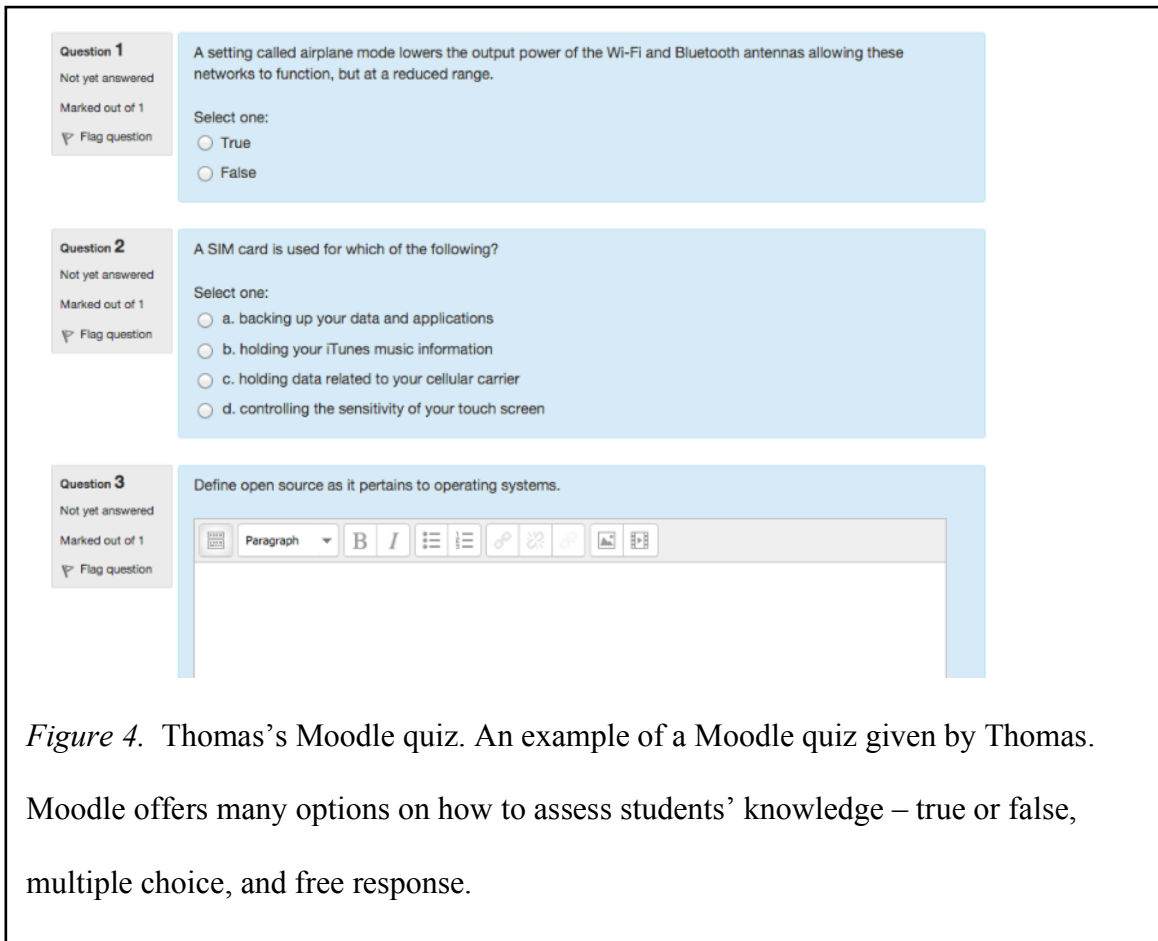 Question 1
Not yet answered
Marked out of 1
Flag question
A setting called airplane mode lowers the output power of the Wi-Fi and Bluetooth antennas allowing these
networks to function, but at a reduced range.
Select one:
True
False
Question 2
Not yet answered
Marked out of 1
Flag question
A SIM card is used for which of the following?
Select one:
a. backing up your data and applications
b. holding your iTunes music information
c. holding data related to your cellular carrier
d. controlling the sensitivity of your touch screen
Question 3
Not yet answered
Marked out of 1
Flag question
Define open source as it pertains to operating systems.
Paragraph B I
Figure 4. Thomas’s Moodle quiz. An example of a Moodle quiz given by Thomas.
Moodle offers many options on how to assess students’ knowledge – true or false,
multiple choice, and free response.